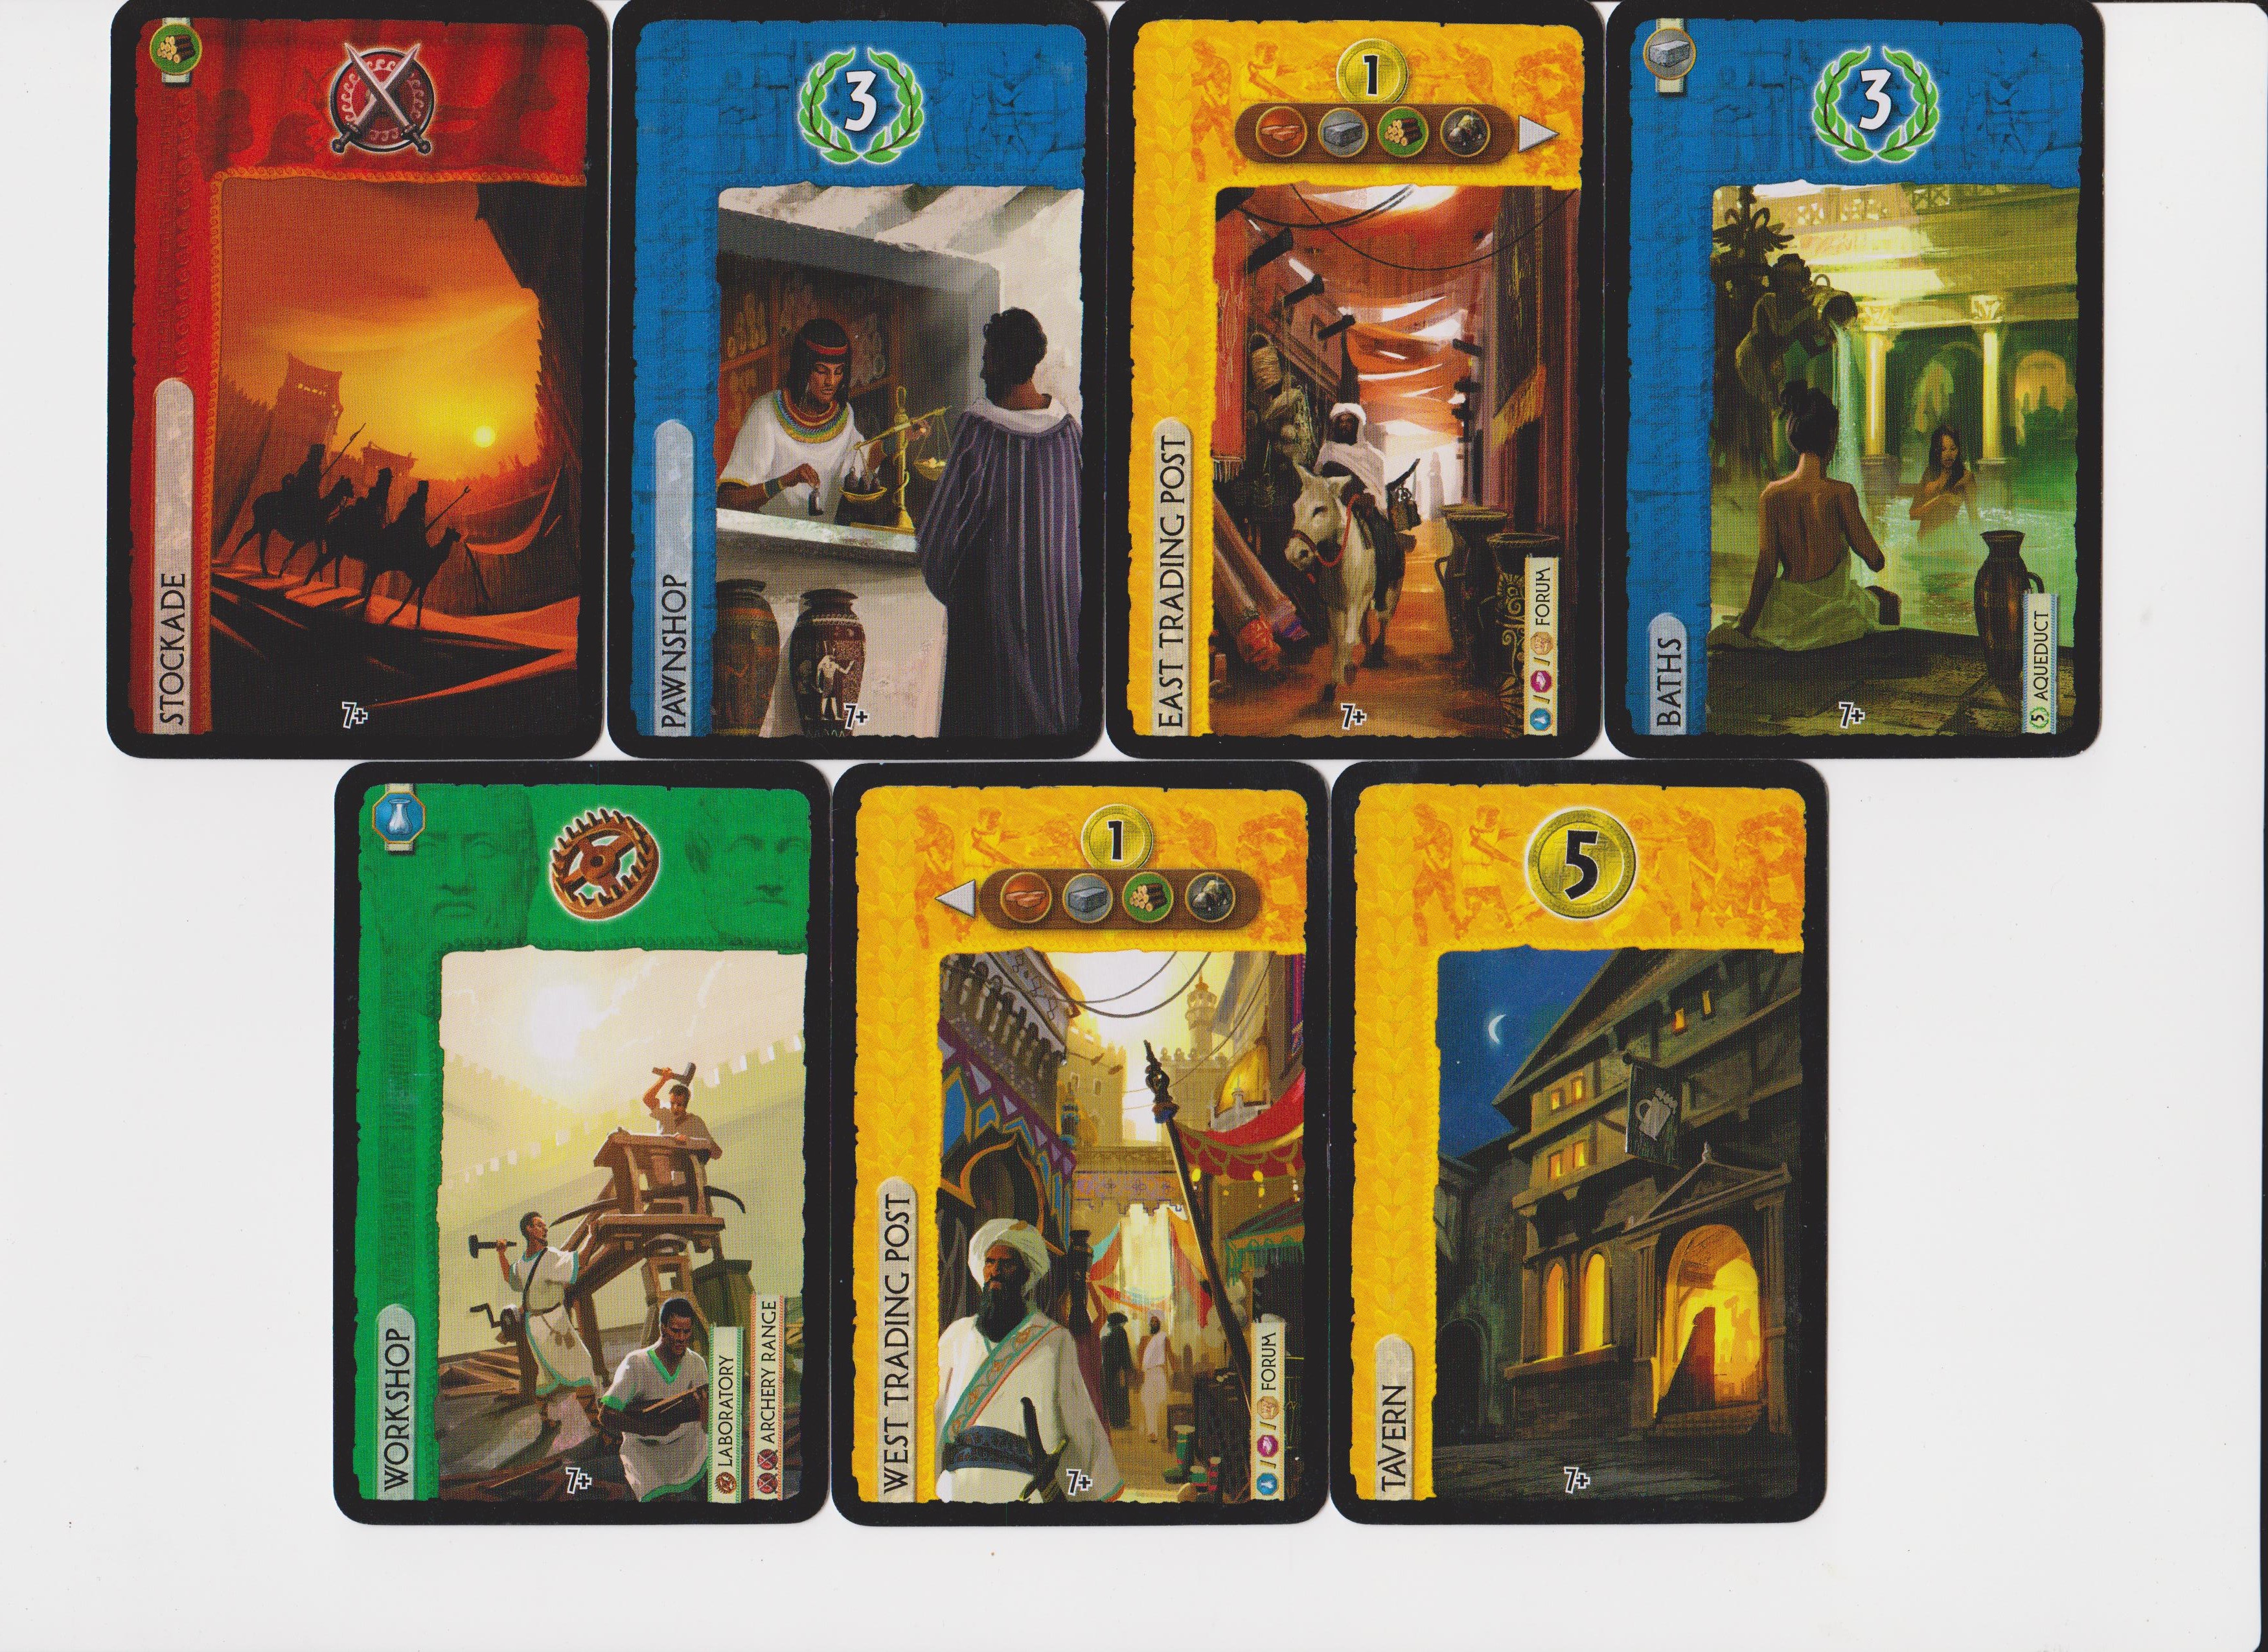 STOCKADE
7+
3
PAWNSHOP
7+
1
EAST TRADING POST
FORUM
7+
3
BATHS
5 AQUEDUCT
7+
WORKSHOP
LABORATORY
ARCHERY RANGE
7+
1
WEST TRADING POST
FORUM
7+
5
TAVERN
7+